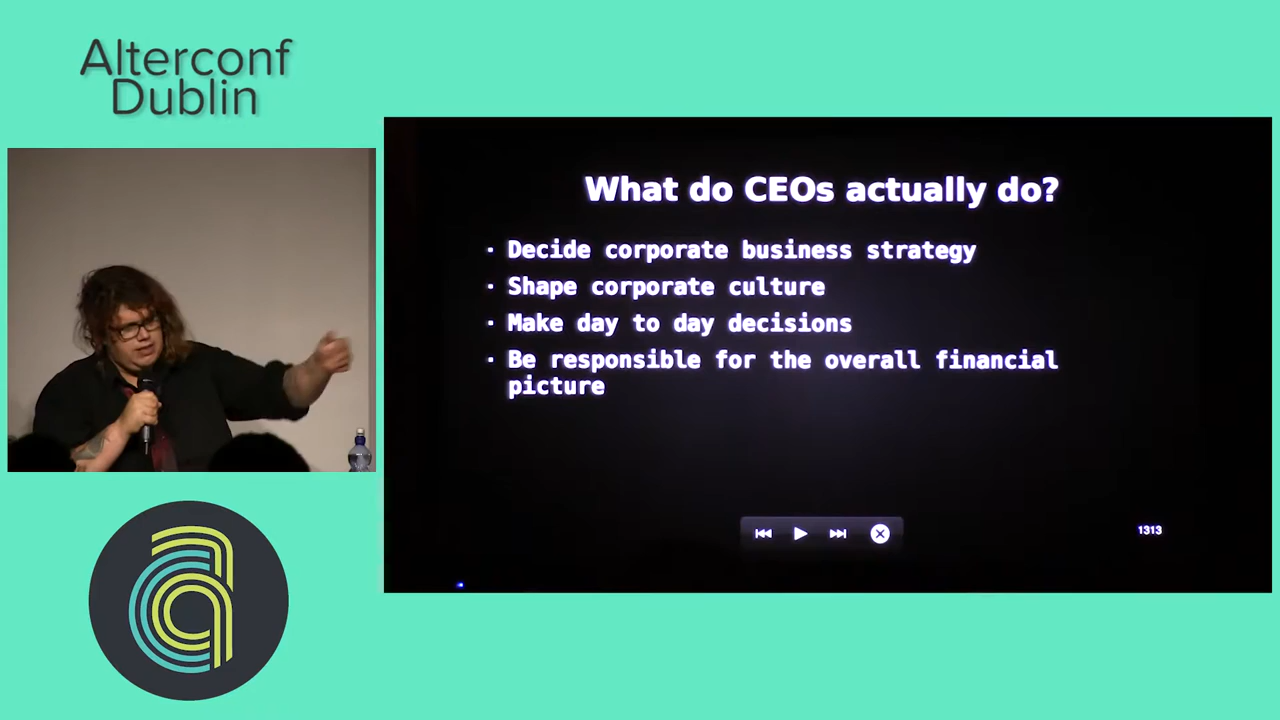 Alterconf
Dublin
What do CEOs actually do?
· Decide corporate business strategy
· Shape corporate culture
· Make day to day decisions
· Be responsible for the overall financial
picture
1313